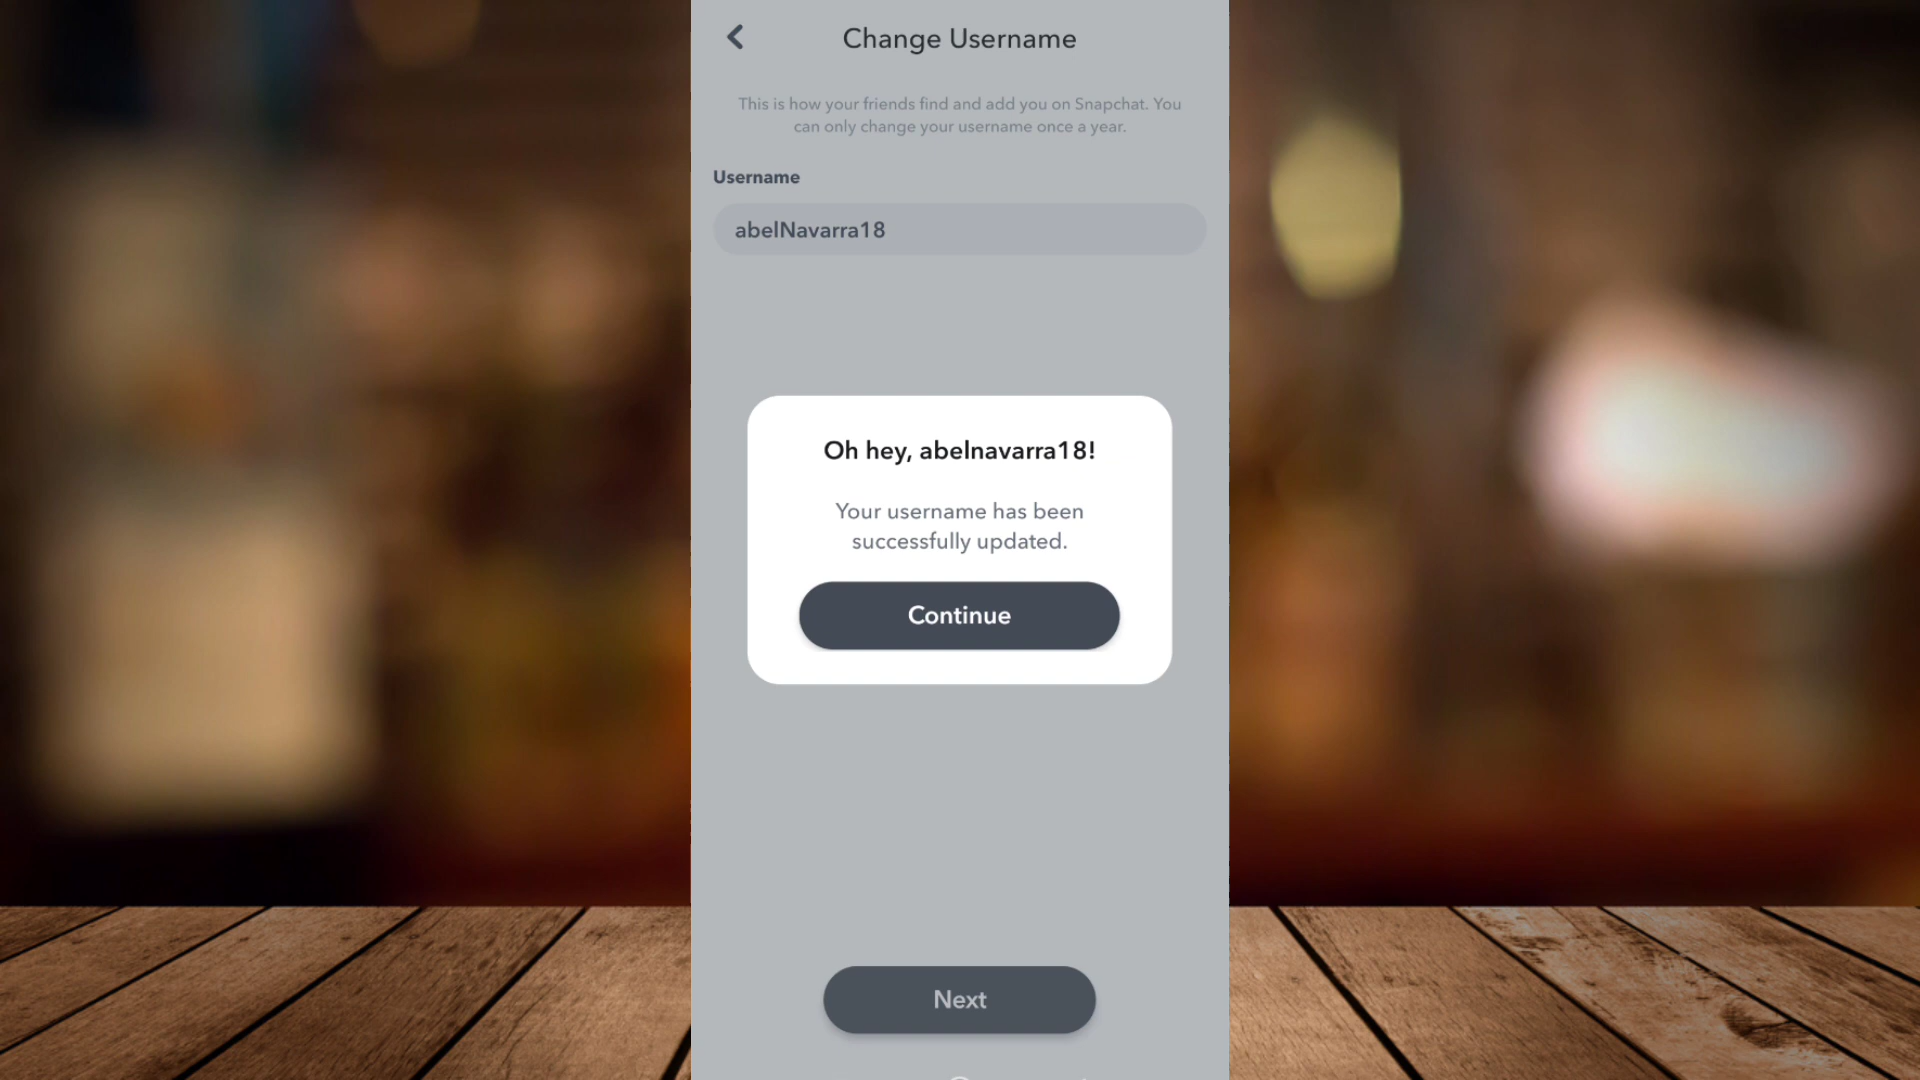 Change Username
This is how your friends find and add you on Snapchat. You
can only change your username once a year.
Username
abelNavarra18
Oh hey, abelnavarra18!
Your username has been
successfully updated.
Continue
Next